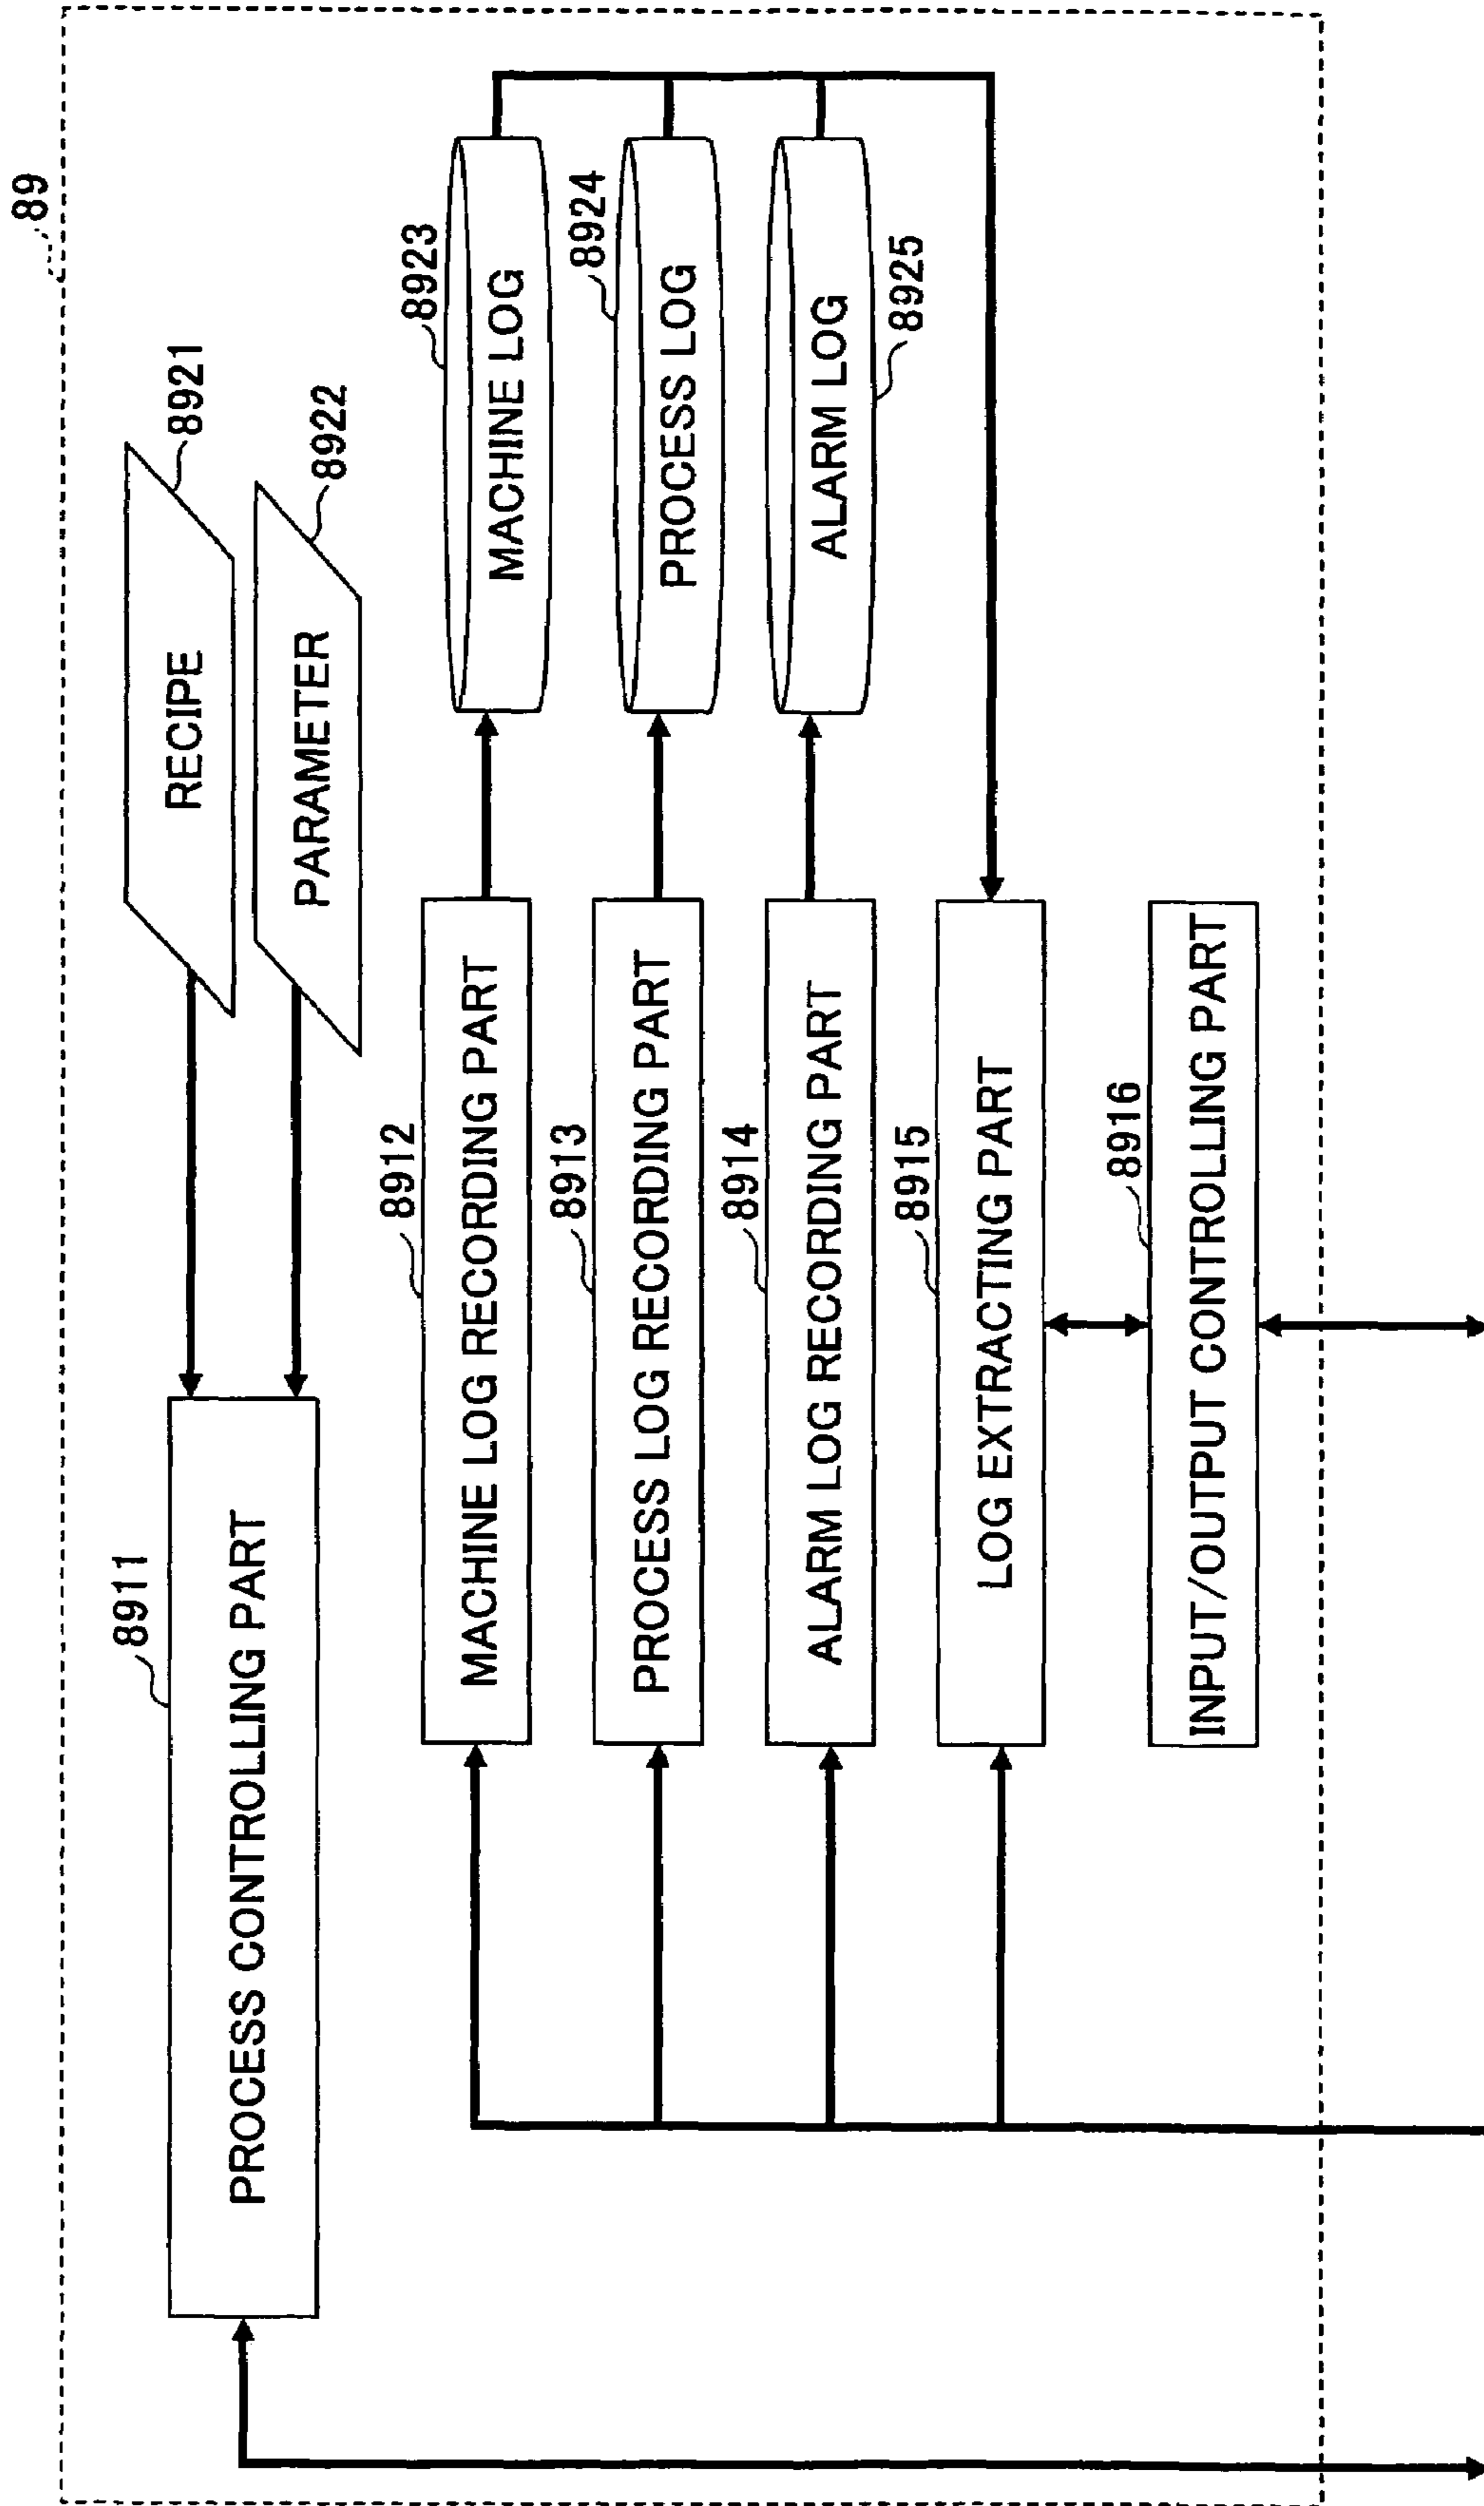 89
8911
PROCESS CONTROLLING PART
RECIPE
8921
PARAMETER
8922
8912
MACHINE LOG RECORDING PART
8923
MACHINE LOG
8913
PROCESS LOG RECORDING PART
8924
PROCESS LOG
8914
ALARM LOG RECORDING PART
ALARM LOG
8925
8915
LOG EXTRACTING PART
8916
INPUT/OUTPUT CONTROLLING PART